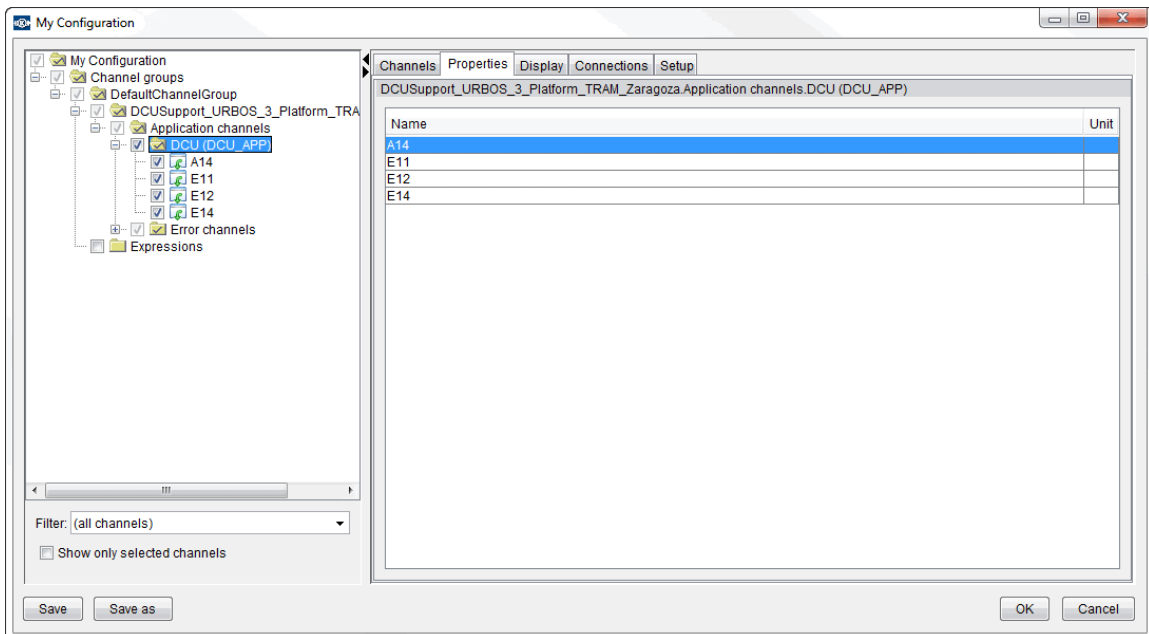 My Configuration
My Configuration
Channel groups
DefaultChannelGroup
DCUSupport_URBOS_3_Platform_TRA
Application channels
DCU (DCU_APP)
A14
E11
E12
E14
Error channels
Expressions
Filter: (all channels)
Show only selected channels
Channels Properties Display Connections Setup
DCUSupport_URBOS_3_Platform_TRAM_Zaragoza.Application channels.DCU (DCU_APP)
Name Unit
A14
E11
E12
E14
Save Save as OK Cancel